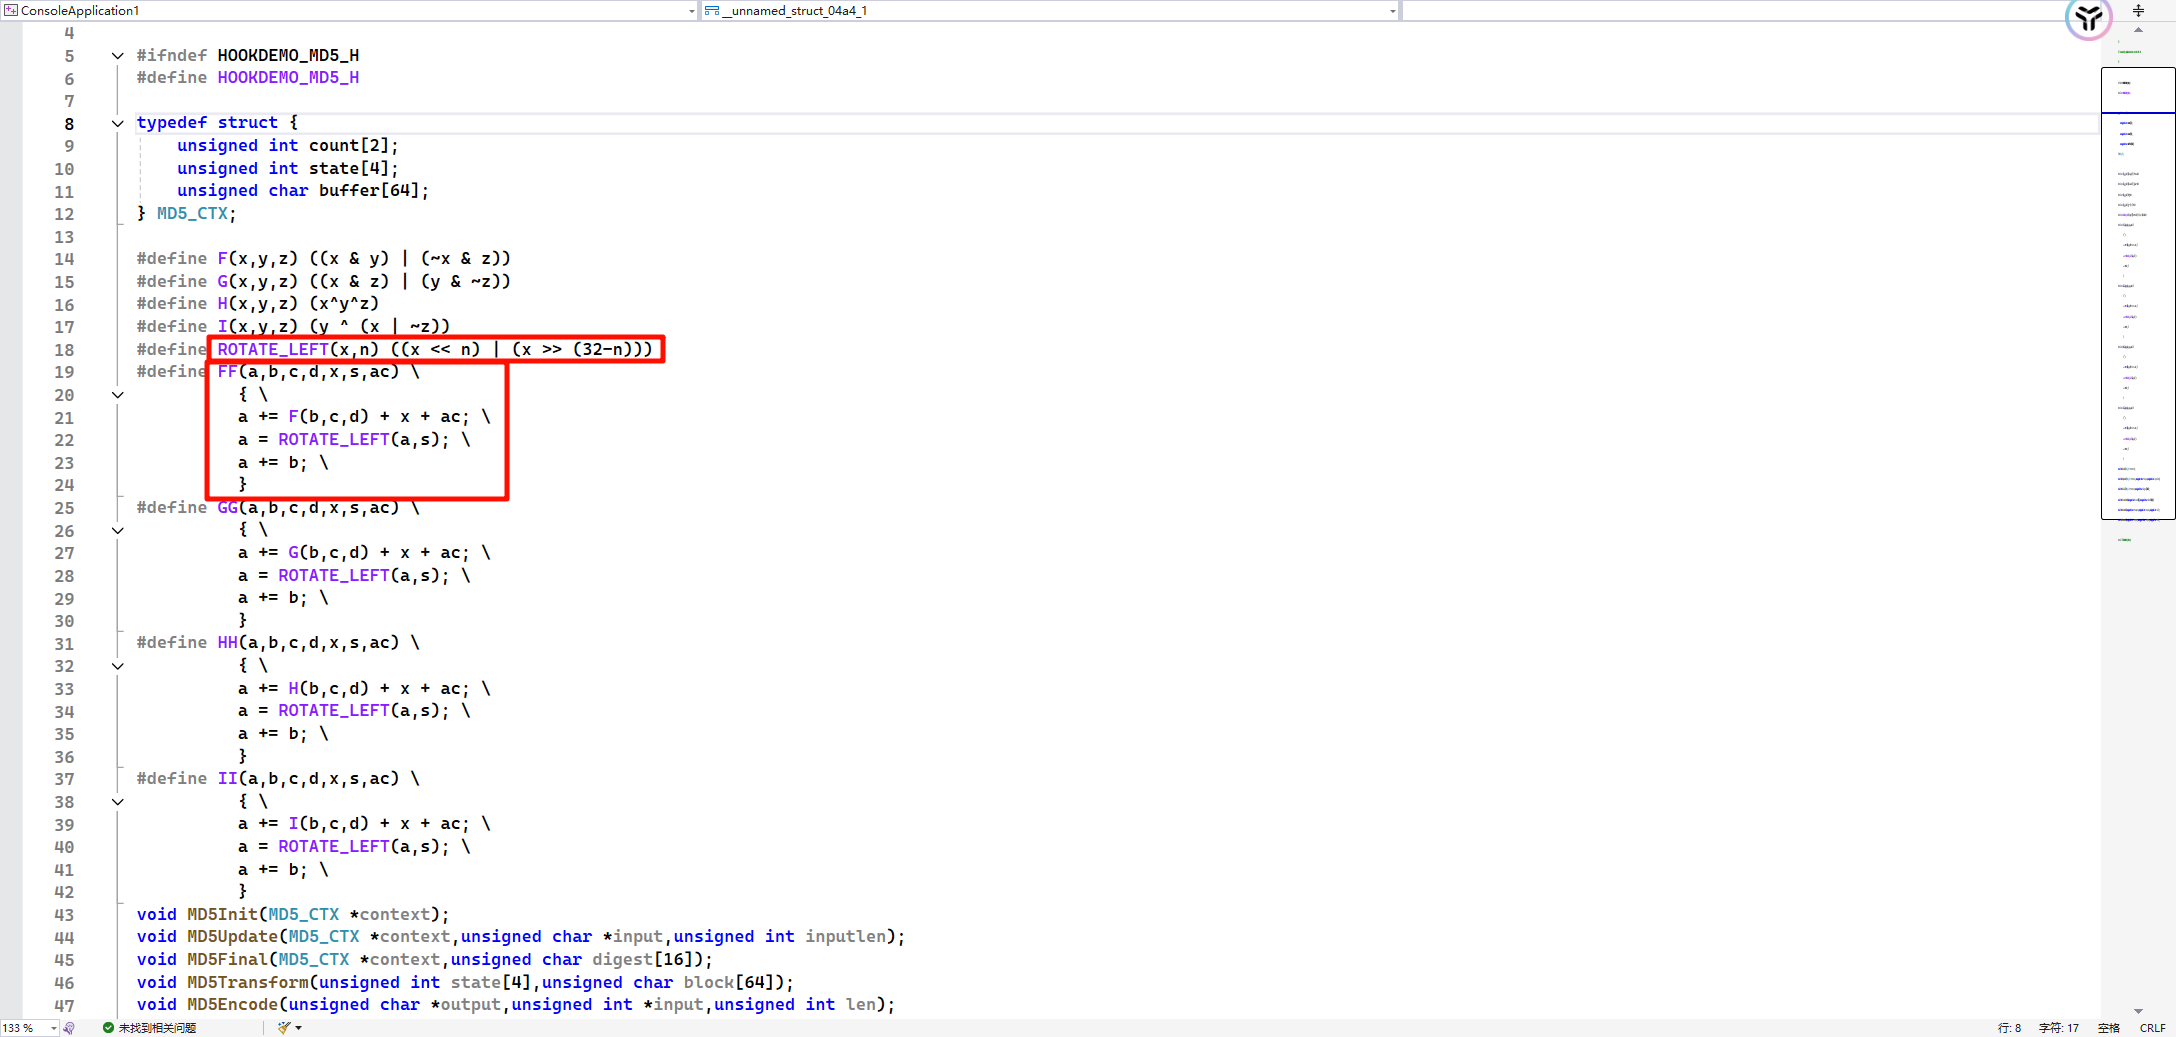 ConsoleApplication1
__unnamed_struct_04a4_1
4
5 #ifndef HOOKDEMO_MD5_H
6 #define HOOKDEMO_MD5_H
7
8 typedef struct {
9 unsigned int count[2];
10 unsigned int state[4];
11 unsigned char buffer[64];
12 } MD5_CTX;
13
14 #define F(x,y,z) ((x & y) | (~x & z))
15 #define G(x,y,z) ((x & z) | (y & ~z))
16 #define H(x,y,z) (x^y^z)
17 #define I(x,y,z) (y ^ (x | ~z))
18 #define ROTATE_LEFT(x,n) ((x << n) | (x >> (32-n)))
19 #define FF(a,b,c,d,x,s,ac) \
20 { \
21 a += F(b,c,d) + x + ac; \
22 a = ROTATE_LEFT(a,s); \
23 a += b; \
24 }
25 #define GG(a,b,c,d,x,s,ac) \
26 { \
27 a += G(b,c,d) + x + ac; \
28 a = ROTATE_LEFT(a,s); \
29 a += b; \
30 }
31 #define HH(a,b,c,d,x,s,ac) \
32 { \
33 a += H(b,c,d) + x + ac; \
34 a = ROTATE_LEFT(a,s); \
35 a += b; \
36 }
37 #define II(a,b,c,d,x,s,ac) \
38 { \
39 a += I(b,c,d) + x + ac; \
40 a = ROTATE_LEFT(a,s); \
41 a += b; \
42 }
43 void MD5Init(MD5_CTX *context);
44 void MD5Update(MD5_CTX *context,unsigned char *input,unsigned int inputlen);
45 void MD5Final(MD5_CTX *context,unsigned char digest[16]);
46 void MD5Transform(unsigned int state[4],unsigned char block[64]);
47 void MD5Encode(unsigned char *output,unsigned int *input,unsigned int len);
133 %
未找到相关问题
行: 8 字符: 17 空格 CRLF